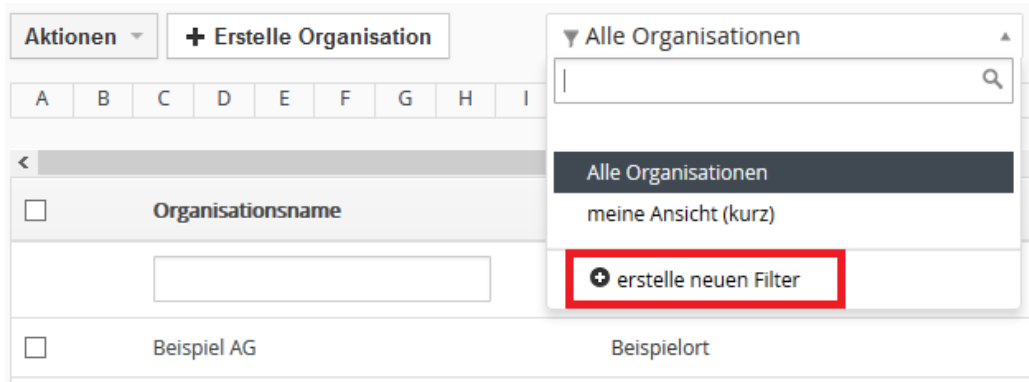 Aktionen + Erstelle Organisation Alle Organisationen
A B C D E F G H I
Alle Organisationen
Organisationsname
meine Ansicht (kurz)
erstelle neuen Filter
Beispiel AG Beispielort